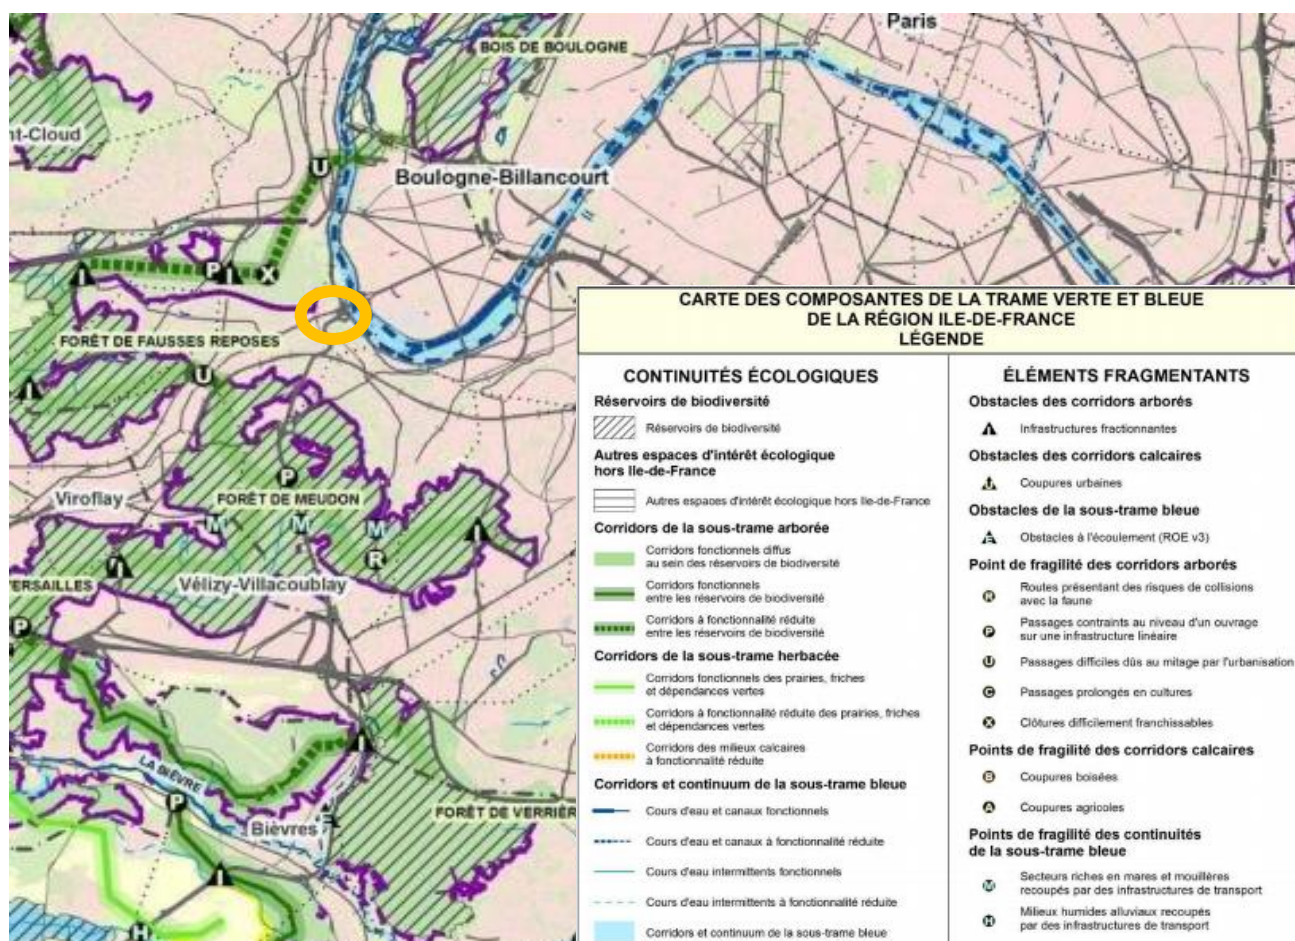 Paris
BOIS DE BOULOGNE
nt-Cloud
U
Boulogne-Billancourt
I
P
I
X
FORÊT DE FAUSSES REPOSES
U
I
P
Viroflay
FORÊT DE MEUDON
M
M
M
I
R
I
VERSAILLES
Vélizy-Villacoublay
P
I
LA BIÈVRE
P
Bièvres
FORÊT DE VERRIÈR
I
H
CARTE DES COMPOSANTES DE LA TRAME VERTE ET BLEUE
DE LA RÉGION ILE-DE-FRANCE
LÉGENDE
CONTINUITÉS ÉCOLOGIQUES
Réservoirs de biodiversité
Réservoirs de biodiversité
Autres espaces d'intérêt écologique
hors Ile-de-France
Autres espaces d'intérêt écologique hors Ile-de-France
Corridors de la sous-trame arborée
Corridors fonctionnels diffus
au sein des réservoirs de biodiversité
Corridors fonctionnels
entre les réservoirs de biodiversité
Corridors à fonctionnalité réduite
entre les réservoirs de biodiversité
Corridors de la sous-trame herbacée
Corridors fonctionnels des prairies, friches
et dépendances vertes
Corridors à fonctionnalité réduite des prairies, friches
et dépendances vertes
Corridors des milieux calcaires
à fonctionnalité réduite
Corridors et continuum de la sous-trame bleue
Cours d'eau et canaux fonctionnels
Cours d'eau et canaux à fonctionnalité réduite
Cours d'eau intermittents fonctionnels
Cours d'eau intermittents à fonctionnalité réduite
Corridors et continuum de la sous-trame bleue
ÉLÉMENTS FRAGMENTANTS
Obstacles des corridors arborés
Infrastructures fractionnantes
Obstacles des corridors calcaires
Coupures urbaines
Obstacles de la sous-trame bleue
Obstacles à l'écoulement (ROE v3)
Point de fragilité des corridors arborés
R Routes présentant des risques de collisions
avec la faune
P Passages contraints au niveau d'un ouvrage
sur une infrastructure linéaire
U Passages difficiles dûs au mitage par l'urbanisation
C Passages prolongés en cultures
X Clôtures difficilement franchissables
Points de fragilité des corridors calcaires
B Coupures boisées
A Coupures agricoles
Points de fragilité des continuités
de la sous-trame bleue
M Secteurs riches en mares et mouillères
recoupés par des infrastructures de transport
H Milieux humides alluviaux recoupés
par des infrastructures de transport